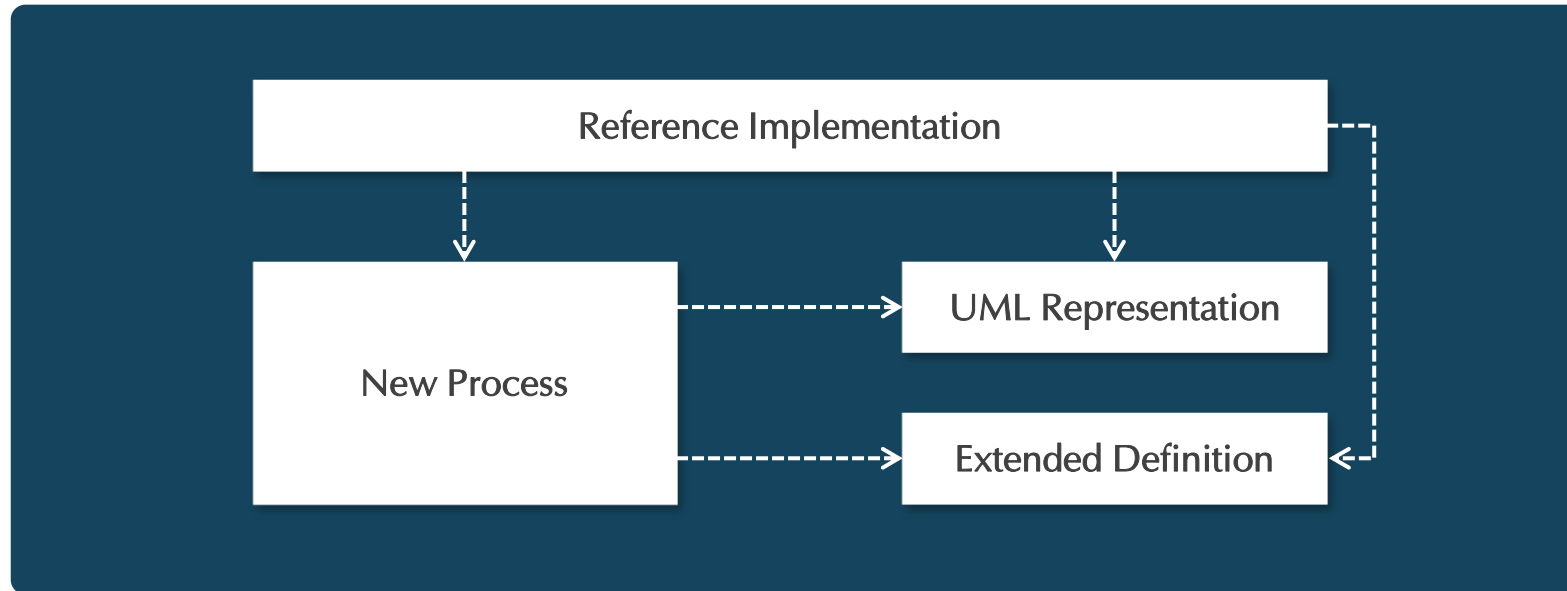 Reference Implementation
UML Representation
New Process
Extended Definition